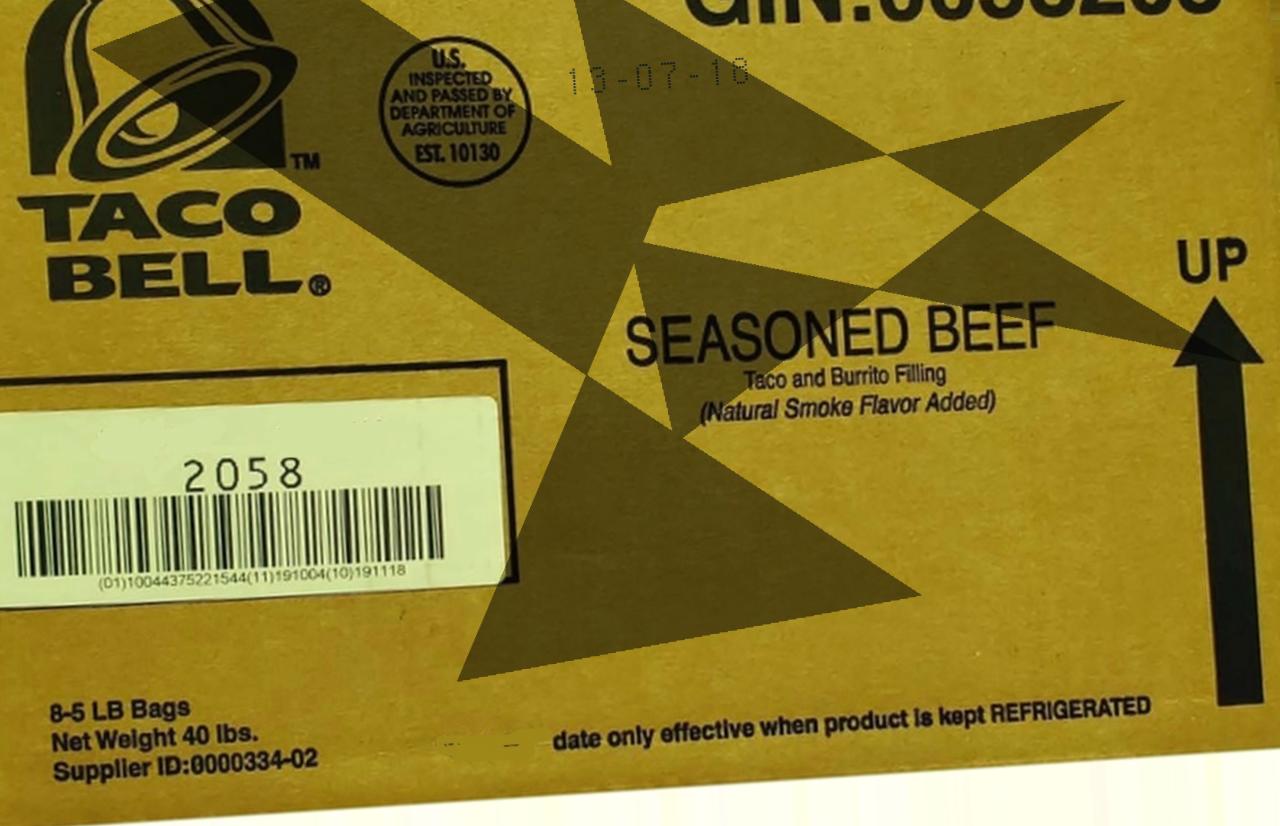 TM
TACO
BELL®
U.S.
INSPECTED
AND PASSED BY
DEPARTMENT OF
AGRICULTURE
EST. 10130
13-07-18
UP
SEASONED BEEF
Taco and Burrito Filling
(Natural Smoke Flavor Added)
2058
(01)10044375221544(11)191004(10)191118
8-5 LB Bags
Net Weight 40 lbs.
Supplier ID:0000334-02
date only effective when product is kept REFRIGERATED